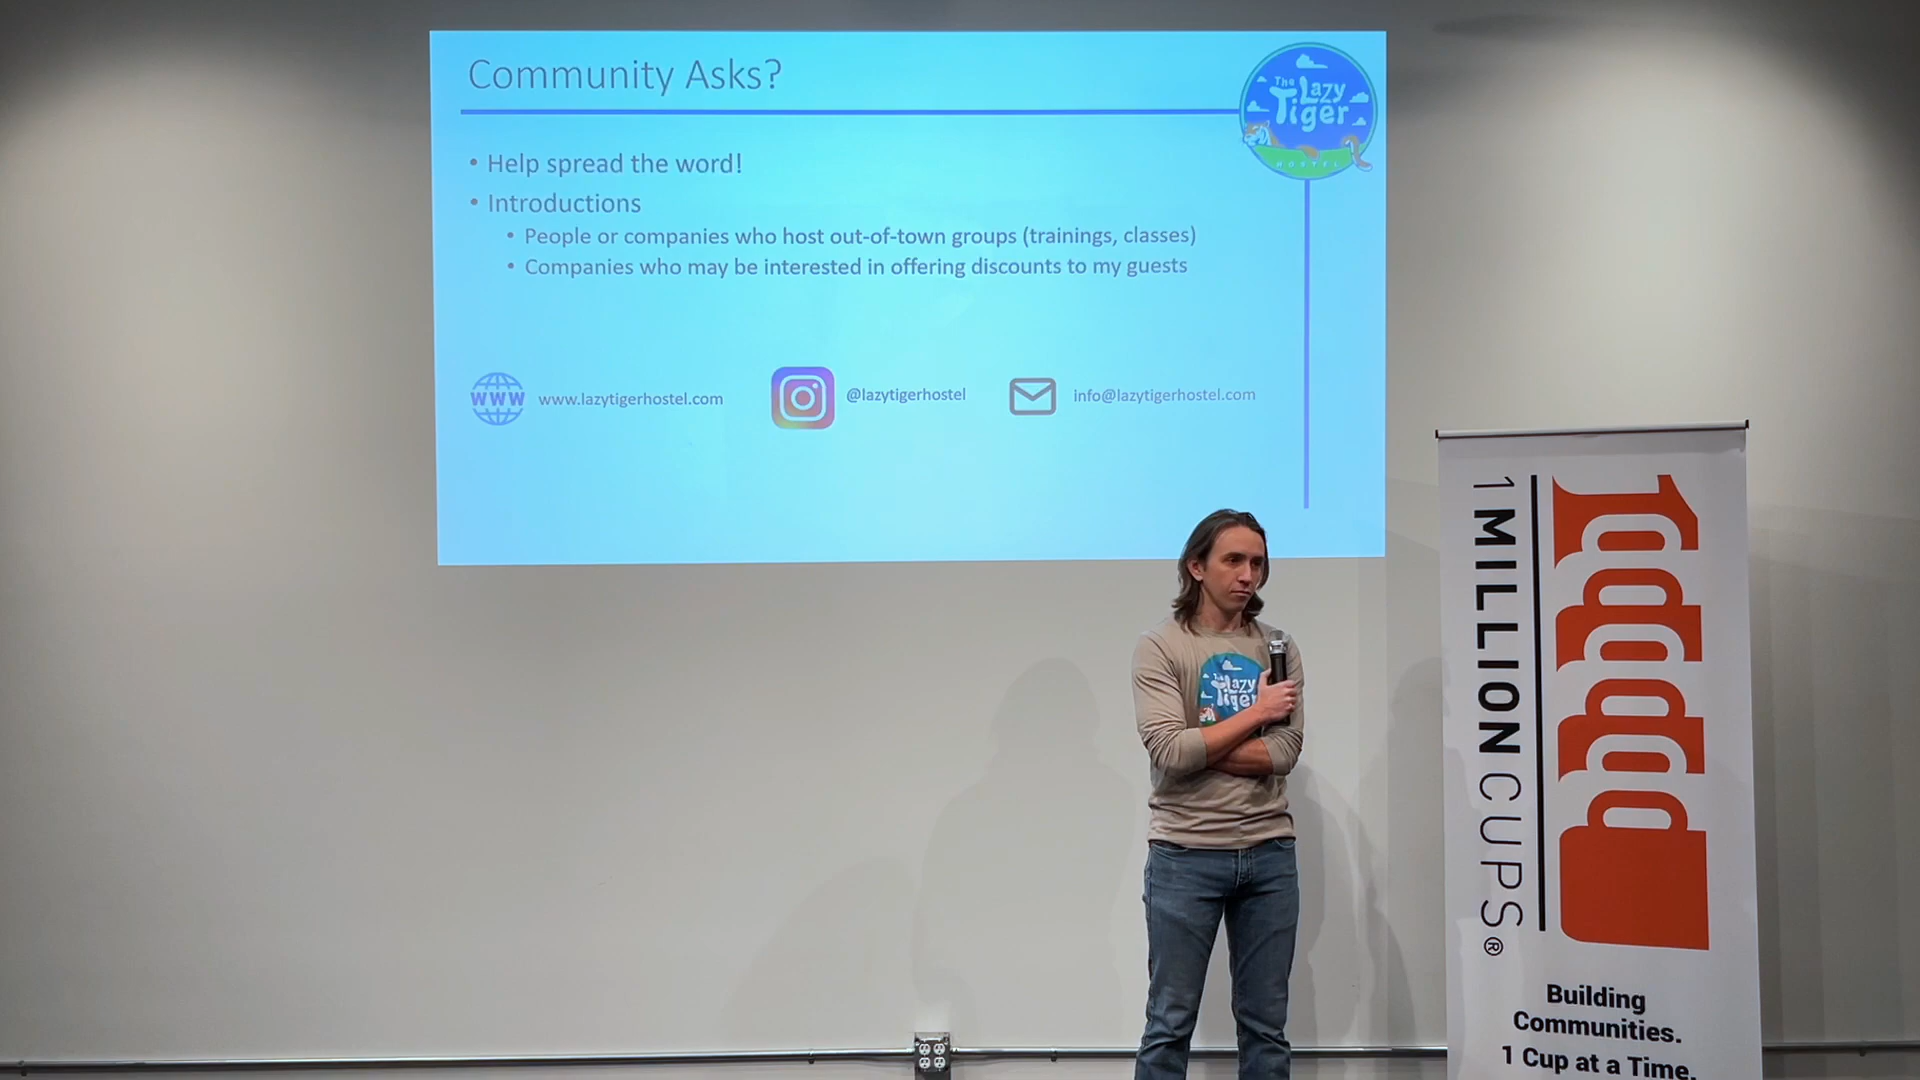 Community Asks?
The Lazy Tiger
HOSTEL
• Help spread the word!
• Introductions
• People or companies who host out-of-town groups (trainings, classes)
• Companies who may be interested in offering discounts to my guests
WWW
www.lazytigerhostel.com
@lazytigerhostel
info@lazytigerhostel.com
The Lazy
Tiger
1 MILLION CUPS®
Building
Communities.
1 Cup at a Time.